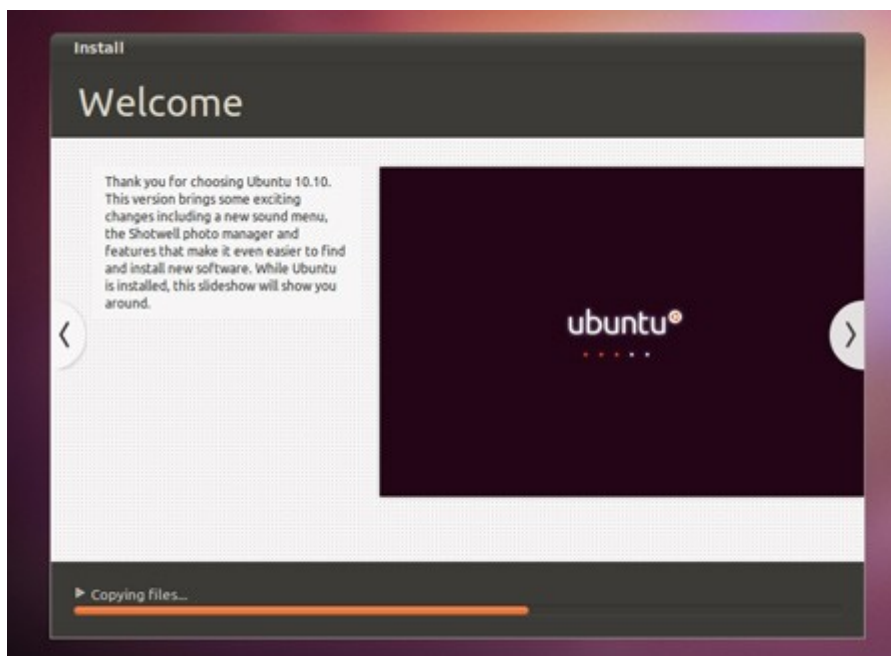 Install
Welcome
Thank you for choosing Ubuntu 10.10.
This version brings some exciting
changes including a new sound menu,
the Shotwell photo manager and
features that make it even easier to find
and install new software. While Ubuntu
is installed, this slideshow will show you
around.
ubuntu
Copying files...